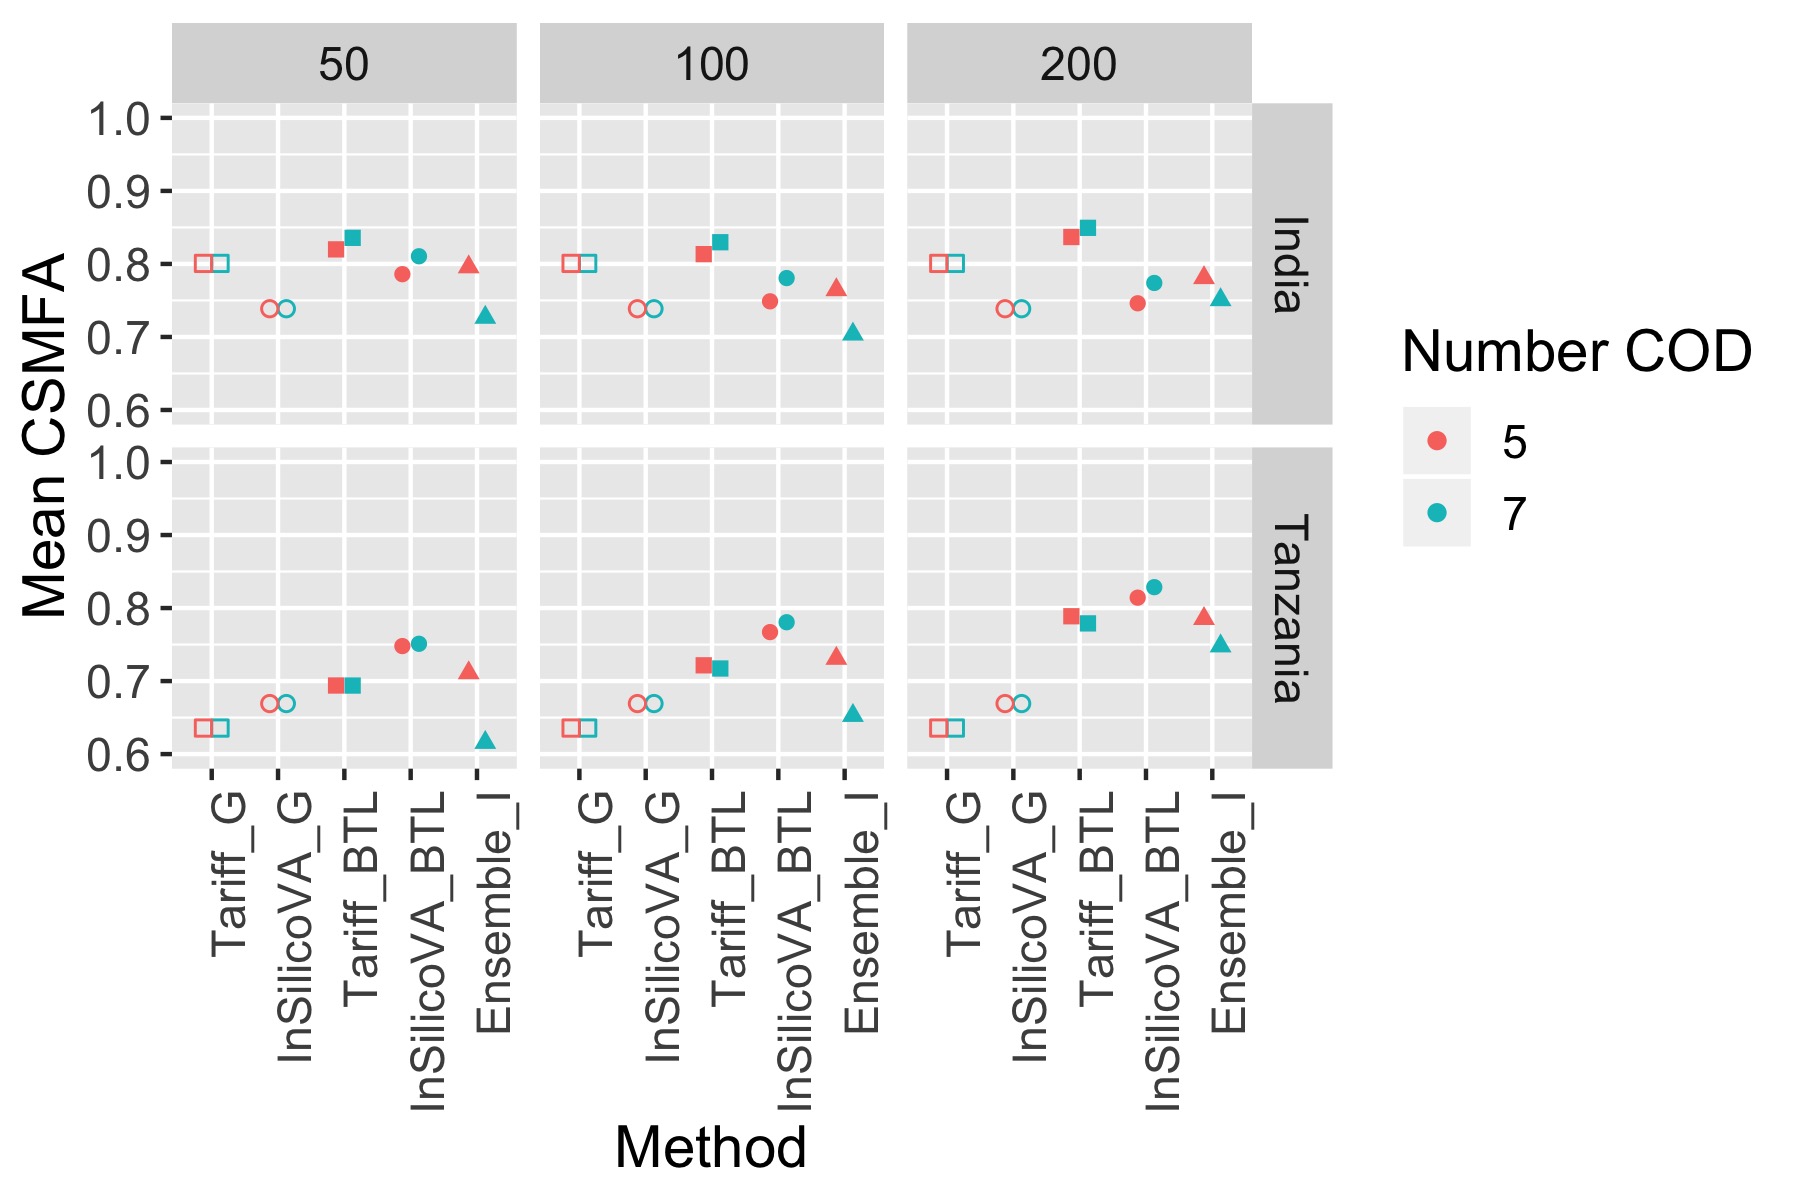 50 100 200
1.0
0.9
0.8
0.7
0.6
India
1.0
0.9
0.8
0.7
0.6
Tanzania
Mean CSMFA
Tariff_G InSilicoVA_G Tariff_BTL InSilicoVA_BTL Ensemble_I
Tariff_G InSilicoVA_G Tariff_BTL InSilicoVA_BTL Ensemble_I
Tariff_G InSilicoVA_G Tariff_BTL InSilicoVA_BTL Ensemble_I
Method
Number COD
5
7